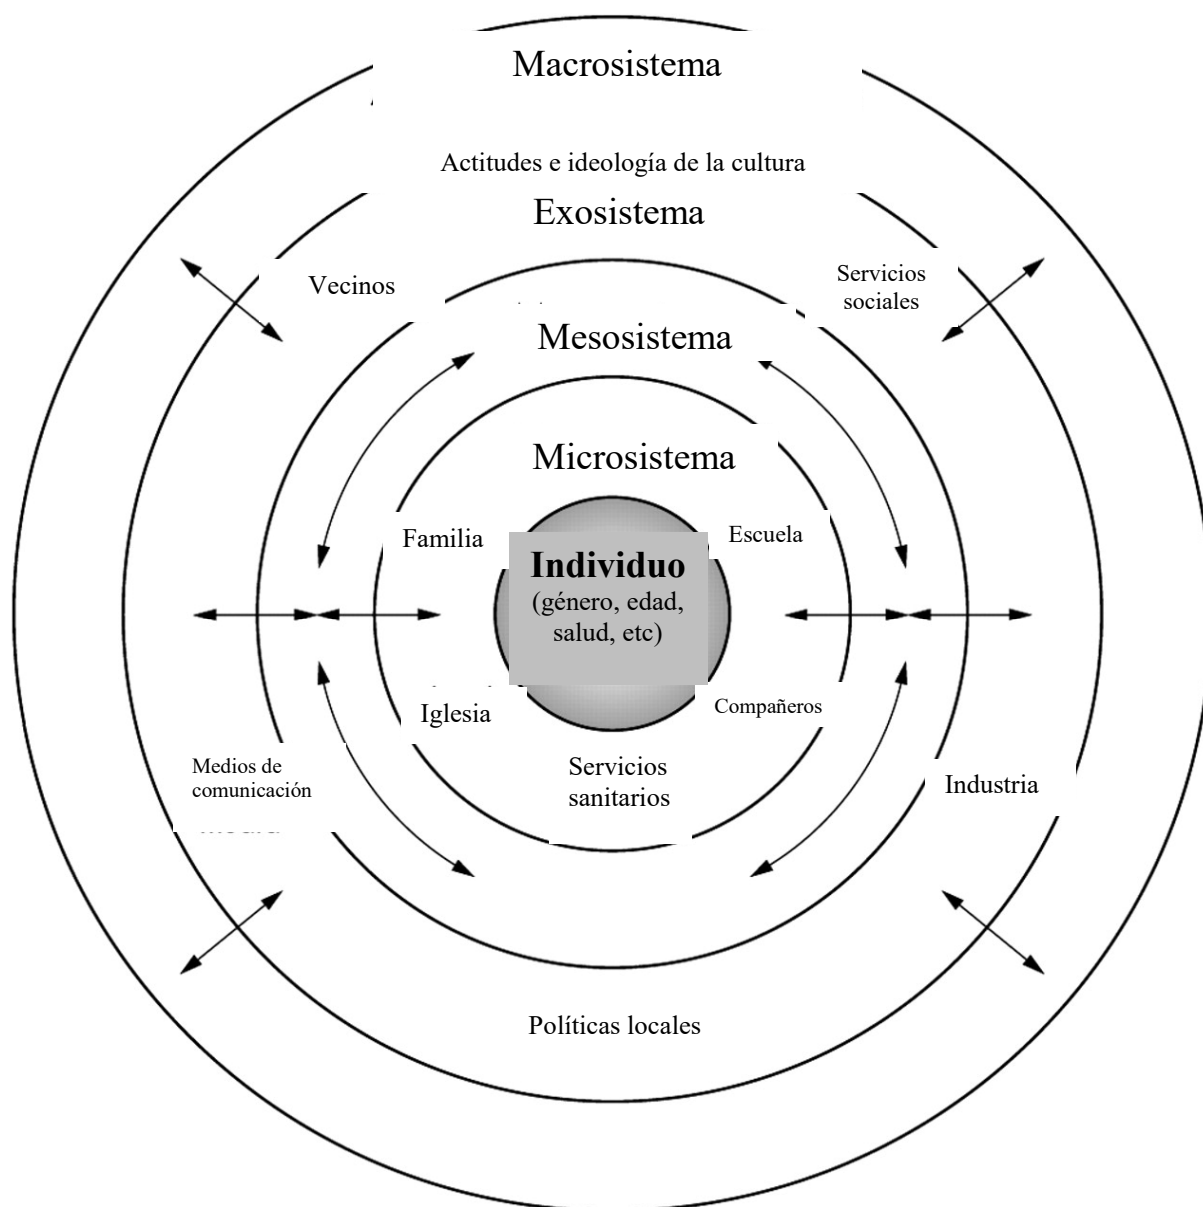 Macrosistema
Actitudes e ideología de la cultura
Exosistema
Vecinos
Servicios
sociales
Mesosistema
Microsistema
Familia
Escuela
Individuo
(género, edad,
salud, etc)
Iglesia
Compañeros
Servicios
sanitarios
Medios de
comunicación
Industria
Políticas locales